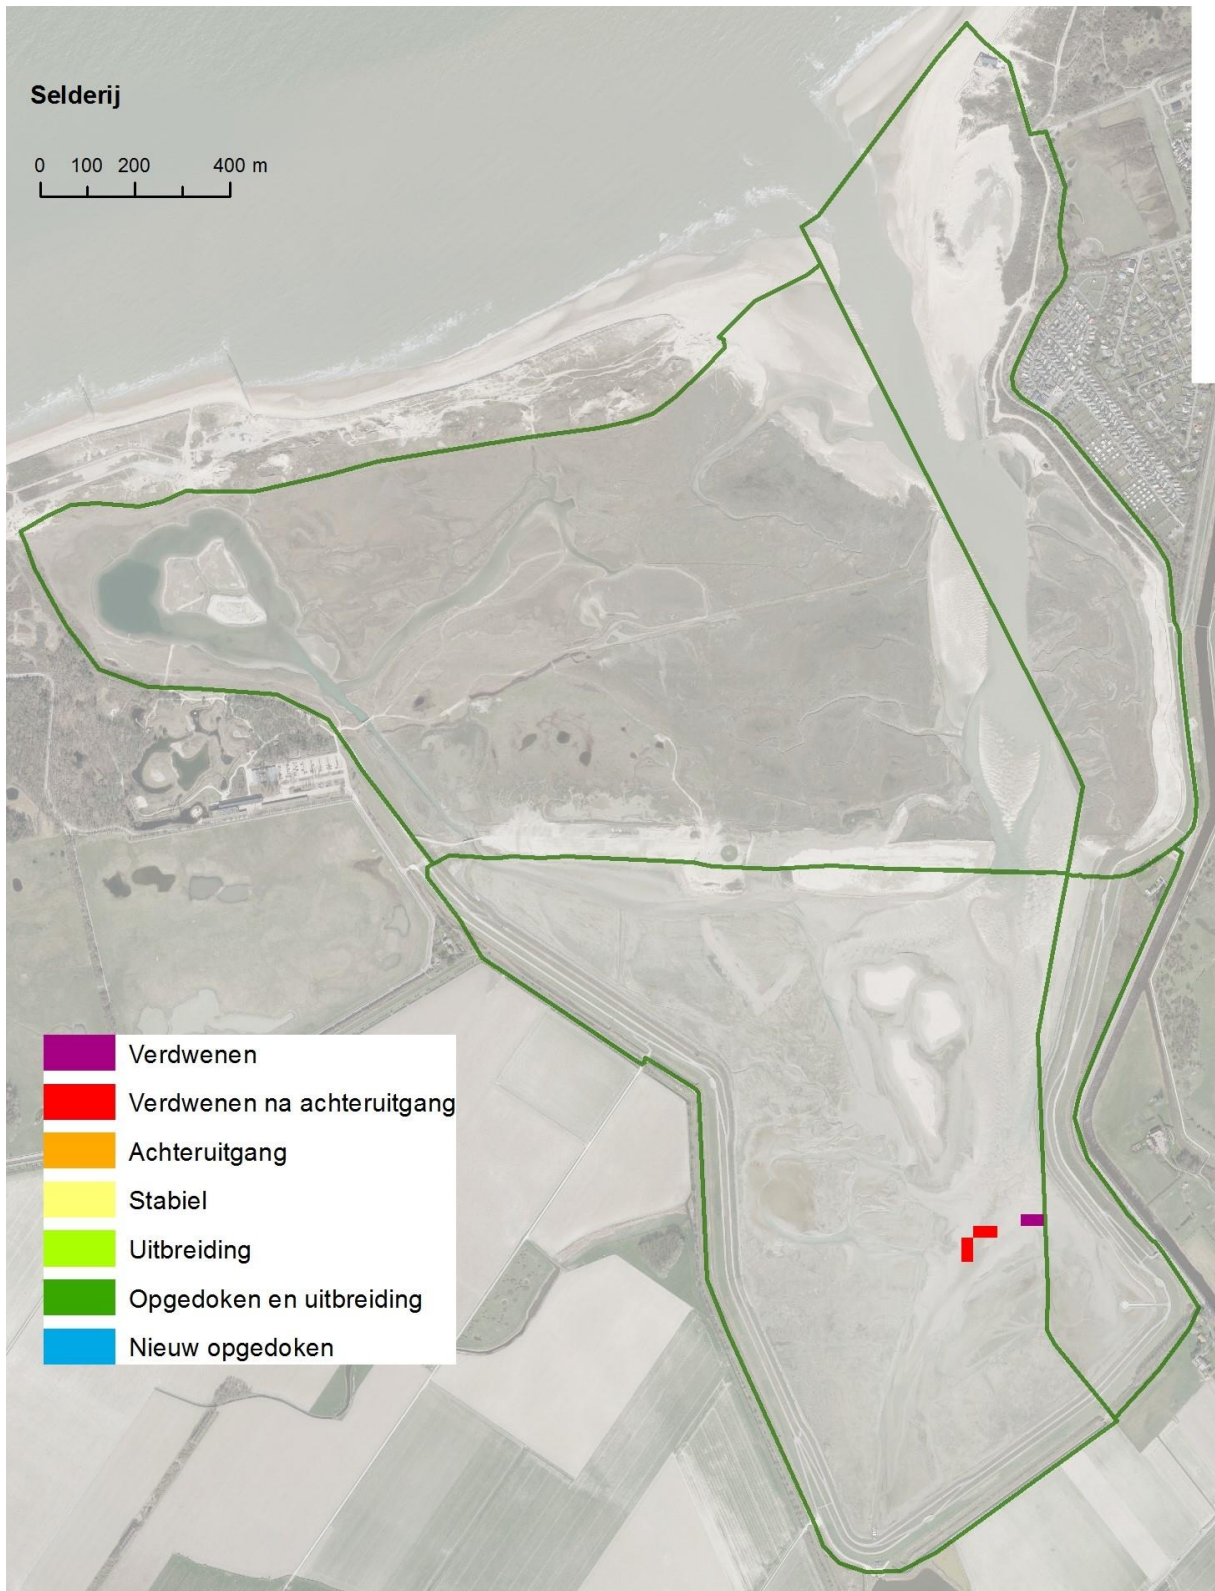 Selderij
0 100 200 400 m
Verdwenen
Verdwenen na achteruitgang
Achteruitgang
Stabiel
Uitbreiding
Opgedoken en uitbreiding
Nieuw opgedoken